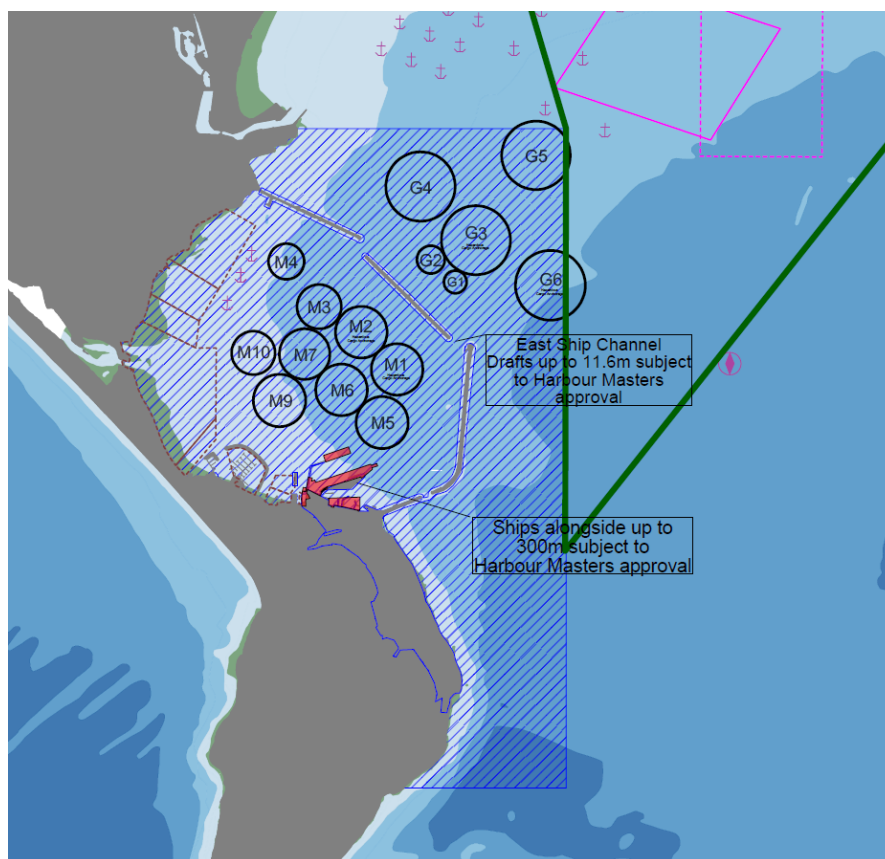 G5
G4
G3
G2
G1
G6
M4
M3
M2
M10
M7
M1
M6
M9
M5
East Ship Channel
Drafts up to 11.6m subject
to Harbour Masters
approval
Ships alongside up to
300m subject to
Harbour Masters approval